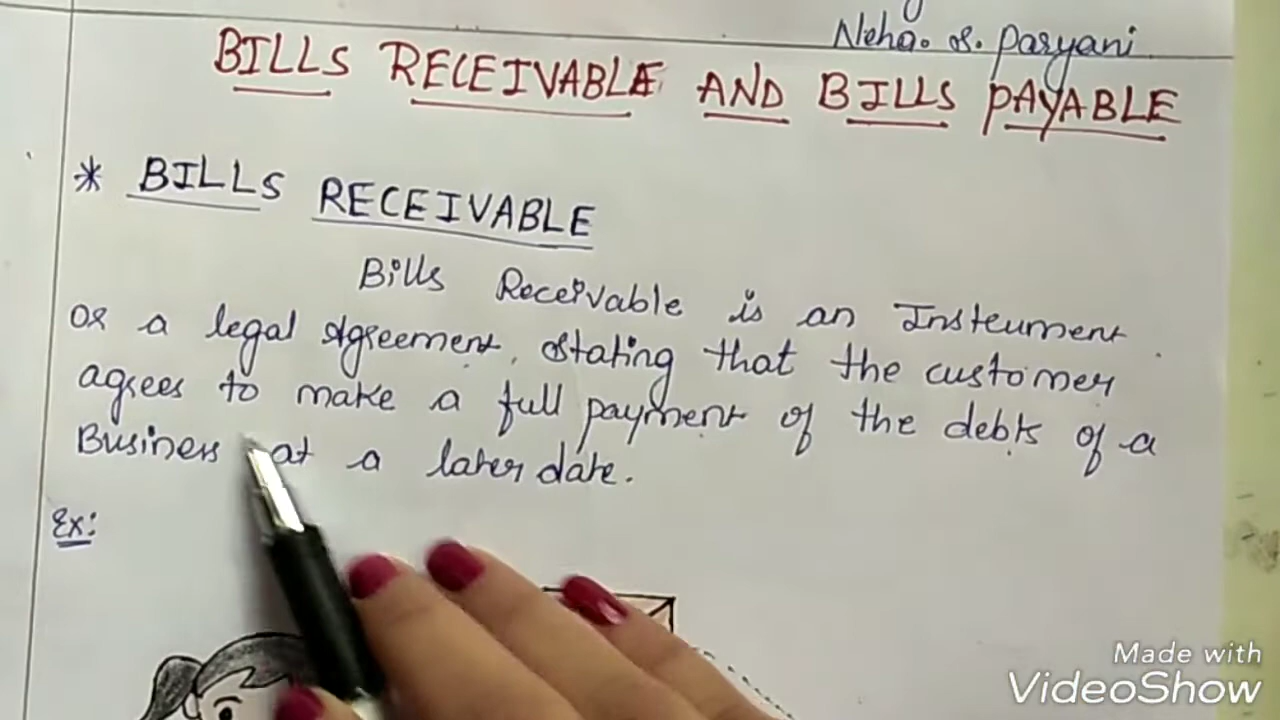 Neha. S. Paryani
BILLS RECEIVABLE AND BILLS PAYABLE
* BILLS RECEIVABLE
Bills Receivable is an Instrument
or a legal Agreement, stating that the customer
agrees to make a full payment of the debts of a
Business at a later date.
Ex:
Made with
VideoShow